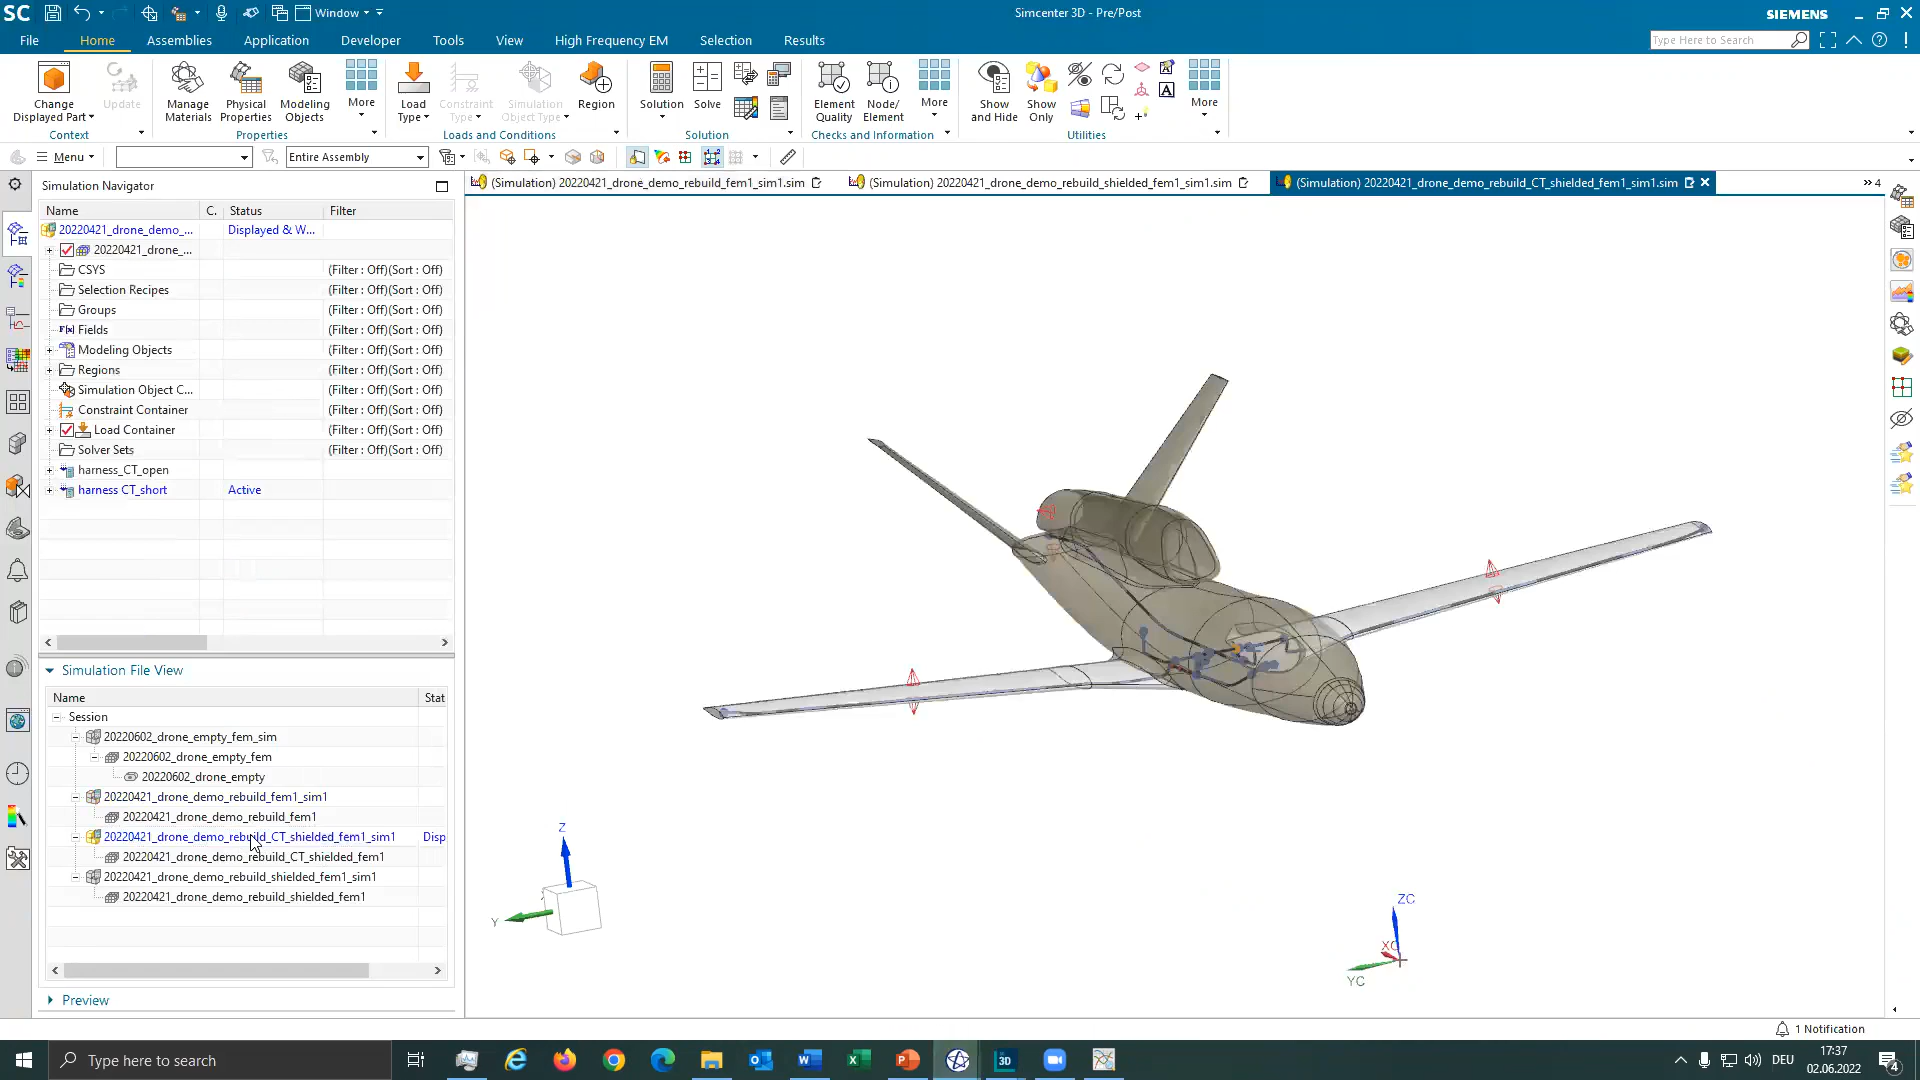 SC
Window
Simcenter 3D - Pre/Post
SIEMENS
File Home Assemblies Application Developer Tools View High Frequency EM Selection Results
Type Here to Search
Change Displayed Part
Update
Context
Manage Materials
Physical Properties
Modeling Objects
More
Properties
Load Type
Constraint Type
Simulation Object Type
Region
Loads and Conditions
Solution
Solve
Solution
Element Quality
Node/ Element
More
Checks and Information
Show and Hide
Show Only
More
Utilities
Menu
Entire Assembly
Simulation Navigator
(Simulation) 20220421_drone_demo_rebuild_fem1_sim1.sim
(Simulation) 20220421_drone_demo_rebuild_shielded_fem1_sim1.sim
(Simulation) 20220421_drone_demo_rebuild_CT_shielded_fem1_sim1.sim
4
Name C. Status Filter
20220421_drone_demo_... Displayed & W...
20220421_drone_...
CSYS (Filter : Off)(Sort : Off)
Selection Recipes (Filter : Off)(Sort : Off)
Groups (Filter : Off)(Sort : Off)
Fields (Filter : Off)(Sort : Off)
Modeling Objects (Filter : Off)(Sort : Off)
Regions (Filter : Off)(Sort : Off)
Simulation Object C... (Filter : Off)(Sort : Off)
Constraint Container (Filter : Off)(Sort : Off)
Load Container (Filter : Off)(Sort : Off)
Solver Sets (Filter : Off)(Sort : Off)
harness_CT_open
harness CT_short Active
Simulation File View
Name Stat
Session
20220602_drone_empty_fem_sim
20220602_drone_empty_fem
20220602_drone_empty
20220421_drone_demo_rebuild_fem1_sim1
20220421_drone_demo_rebuild_fem1
20220421_drone_demo_rebuild_CT_shielded_fem1_sim1 Disp
20220421_drone_demo_rebuild_CT_shielded_fem1
20220421_drone_demo_rebuild_shielded_fem1_sim1
20220421_drone_demo_rebuild_shielded_fem1
Preview
Z
Y
ZC
XC
YC
1 Notification
Type here to search
DEU
17:37
02.06.2022
4